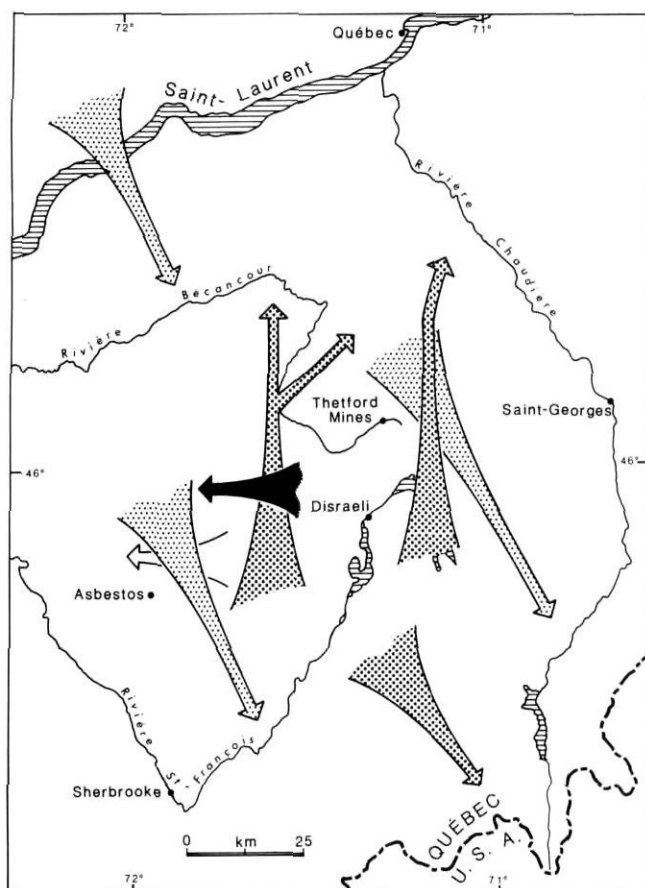 72°
71°
Québec
Saint-Laurent
Rivière
Chaudière
Rivière Bécancour
Thetford
Mines
Saint-Georges
46°
46°
Disraeli
Asbestos
Rivière
St-François
Sherbrooke
0 km 25
QUÉBEC
U. S. A.
72°
71°